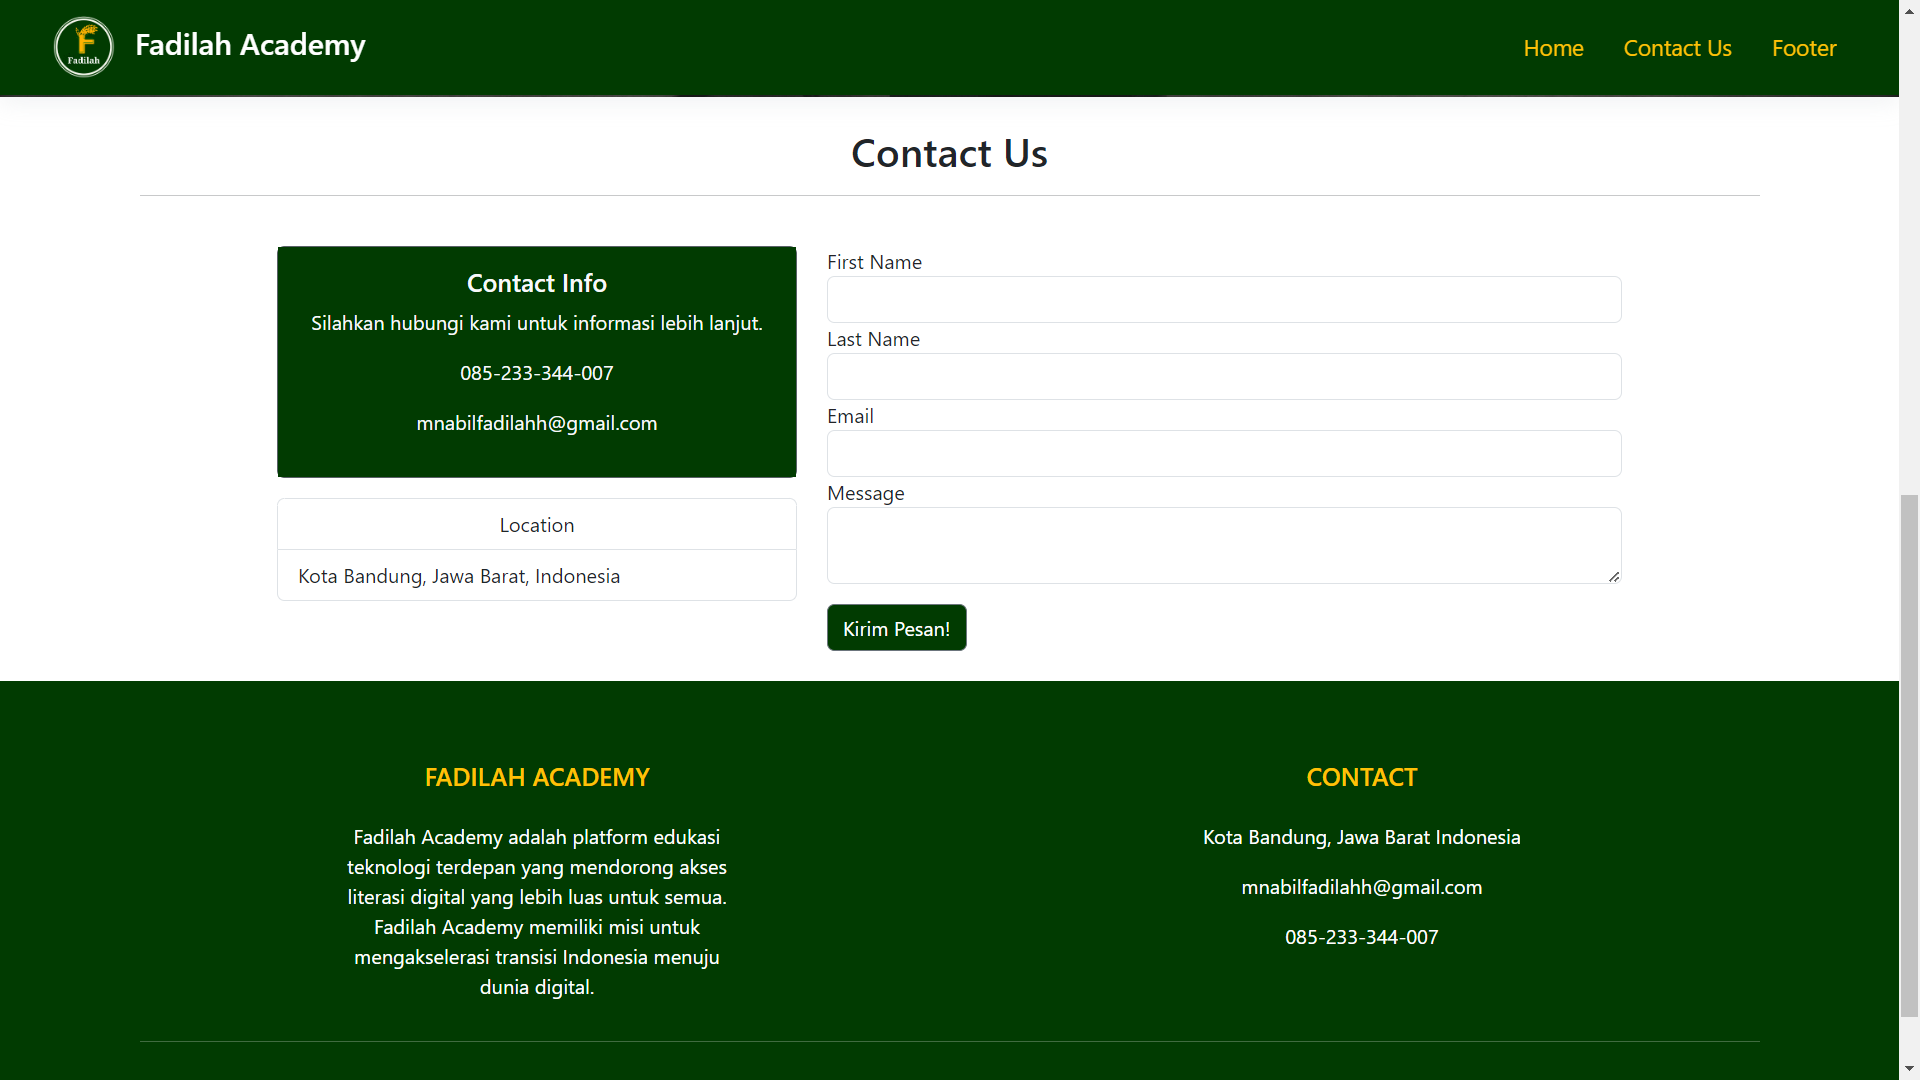 Fadilah
Fadilah Academy
Home
Contact Us
Footer
Contact Us
Contact Info
Silahkan hubungi kami untuk informasi lebih lanjut.
085-233-344-007
mnabilfadilahh@gmail.com
Location
Kota Bandung, Jawa Barat, Indonesia
First Name
Last Name
Email
Message
Kirim Pesan!
FADILAH ACADEMY
Fadilah Academy adalah platform edukasi
teknologi terdepan yang mendorong akses
literasi digital yang lebih luas untuk semua.
Fadilah Academy memiliki misi untuk
mengakselerasi transisi Indonesia menuju
dunia digital.
CONTACT
Kota Bandung, Jawa Barat Indonesia
mnabilfadilahh@gmail.com
085-233-344-007